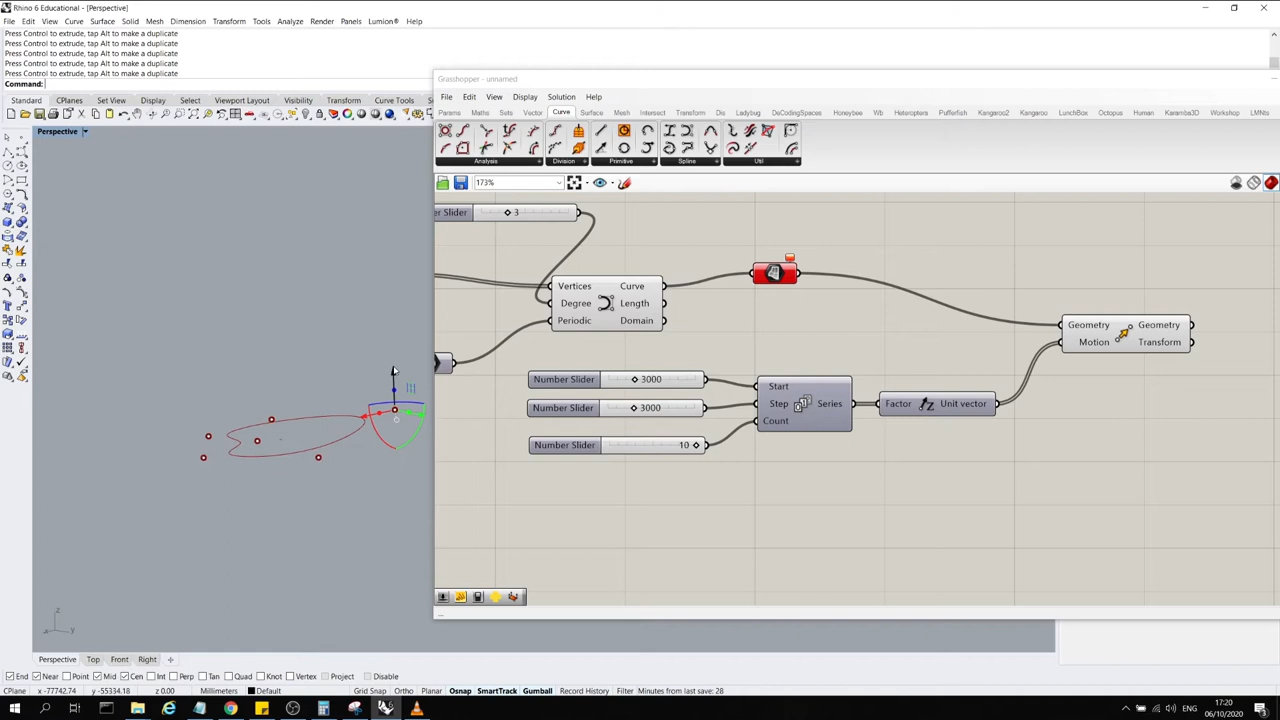 Rhino 6 Educational - [Perspective]
File Edit View Curve Surface Solid Mesh Dimension Transform Tools Analyze Render Panels Lumion® Help
Press Control to extrude, tap Alt to make a duplicate
Press Control to extrude, tap Alt to make a duplicate
Press Control to extrude, tap Alt to make a duplicate
Press Control to extrude, tap Alt to make a duplicate
Press Control to extrude, tap Alt to make a duplicate
Command:
Standard CPlanes Set View Display Select Viewport Layout Visibility Transform Curve Tools S
Perspective
Grasshopper - unnamed
File Edit View Display Solution Help
Params Maths Sets Vector Curve Surface Mesh Intersect Transform Dis Ladybug DeCodingSpaces Honeybee Wb Heteroptera Pufferfish Kangaroo2 Kangaroo LunchBox Octopus Human Karamba3D Workshop LMNts
Analysis Division Primitive Spline Util
173%
er Slider 3
Vertices Curve
Degree Length
Periodic Domain
Geometry Geometry
Motion Transform
Number Slider 3000
Number Slider 3000
Number Slider 10
Start
Step Series
Count
Factor Unit vector
z
x y
Perspective Top Front Right
End Near Point Mid Cen Int Perp Tan Quad Knot Vertex Project Disable
CPlane x -77742.74 y -55334.18 z 0.00 Millimeters Default Grid Snap Ortho Planar Osnap SmartTrack Gumball Record History Filter Minutes from last save: 28
ENG
17:20
06/10/2020
3